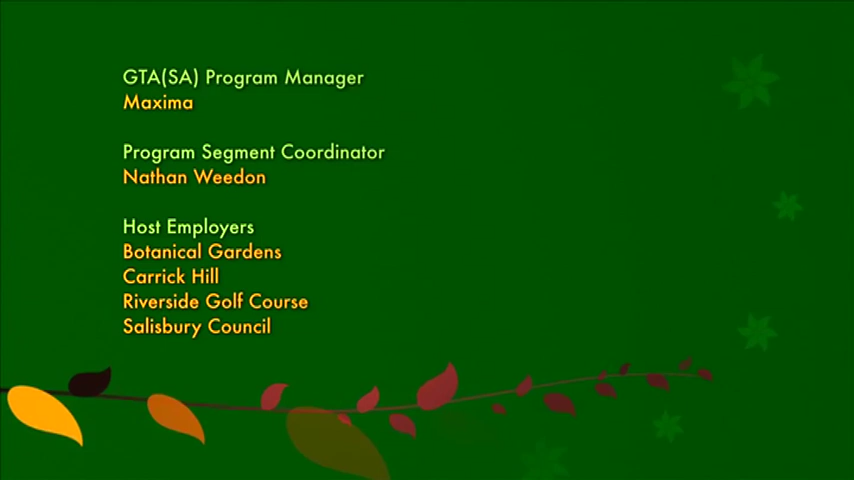 GTA(SA) Program Manager
Maxima
Program Segment Coordinator
Nathan Weedon
Host Employers
Botanical Gardens
Carrick Hill
Riverside Golf Course
Salisbury Council